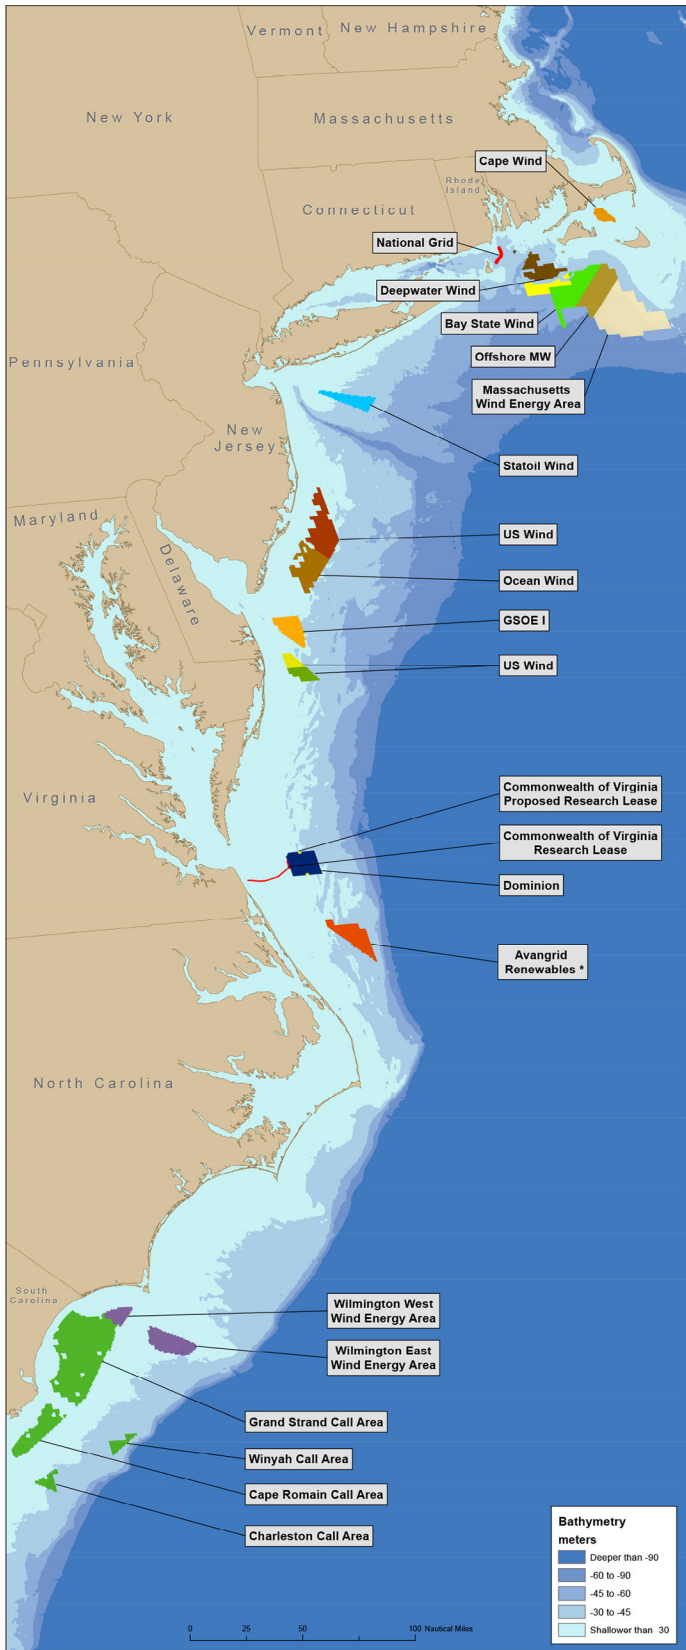 Vermont
New Hampshire
New York
Massachusetts
Cape Wind
Rhode
Island
Connecticut
National Grid
Deepwater Wind
Bay State Wind
Offshore MW
Pennsylvania
Massachusetts
Wind Energy Area
New
Jersey
Statoil Wind
Maryland
US Wind
Delaware
Ocean Wind
GSOE I
US Wind
Virginia
Commonwealth of Virginia
Proposed Research Lease
Commonwealth of Virginia
Research Lease
Dominion
Avangrid
Renewables *
North Carolina
South
Carolina
Wilmington West
Wind Energy Area
Wilmington East
Wind Energy Area
Grand Strand Call Area
Winyah Call Area
Cape Romain Call Area
Charleston Call Area
Bathymetry
meters
Deeper than -90
-60 to -90
-45 to -60
-30 to -45
Shallower than 30
0 25 50 100 Nautical Miles